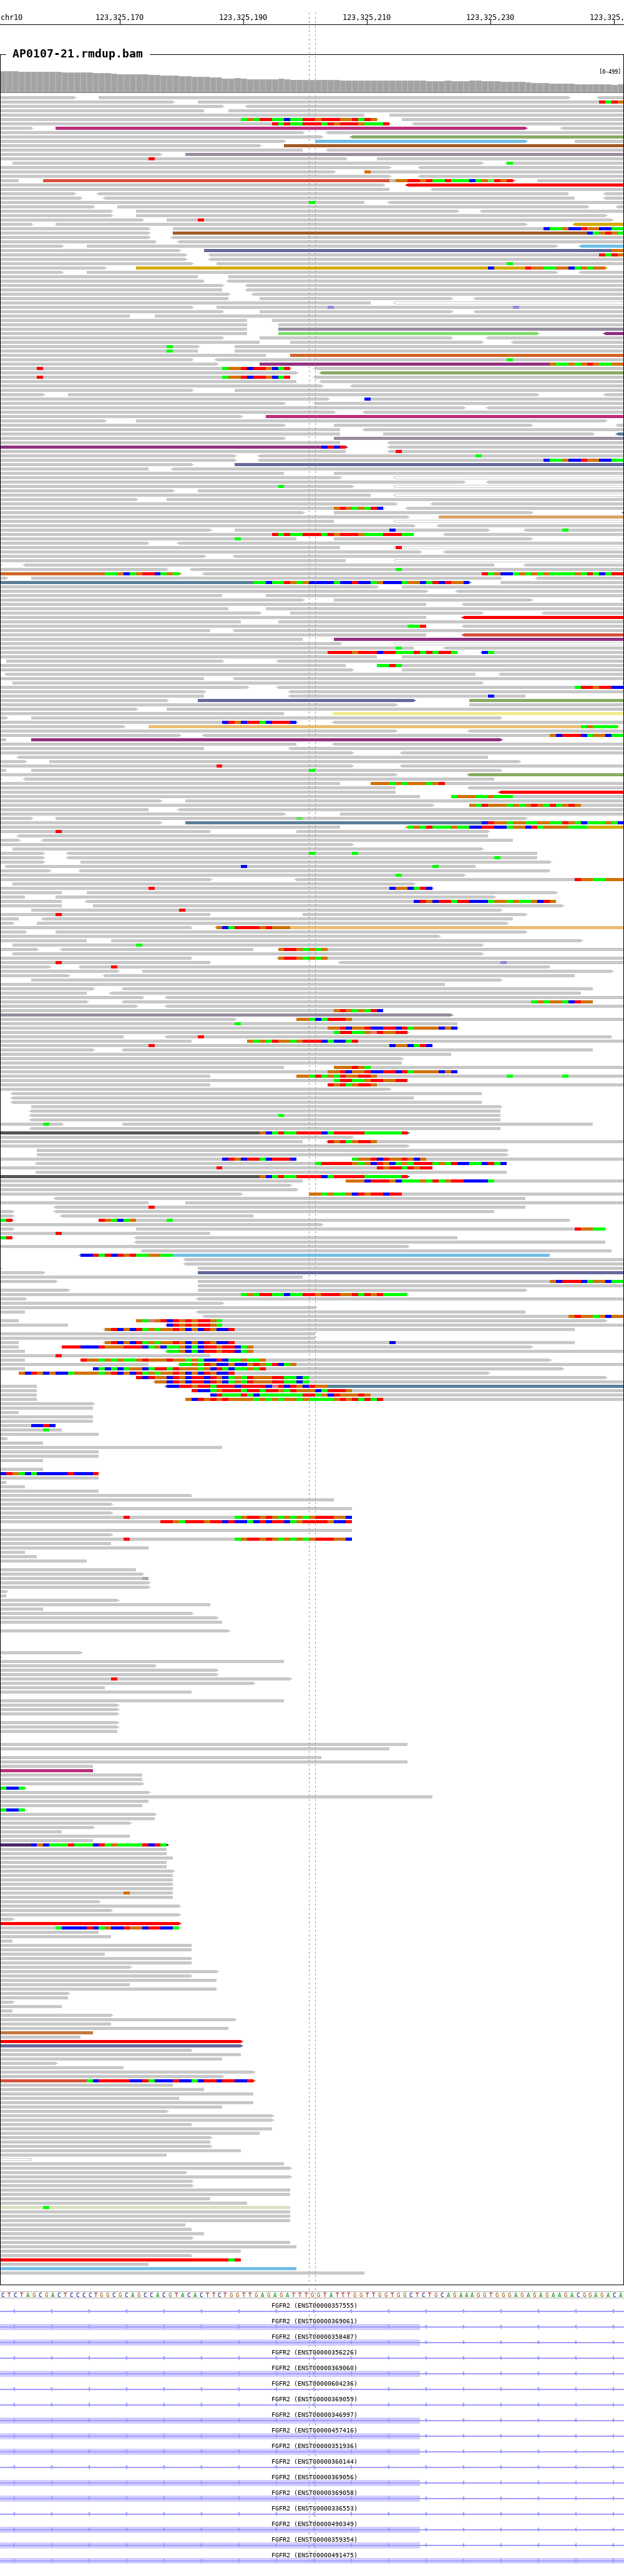 chr10 123,325,170 123,325,190 123,325,210 123,325,230 123,325,
AP0107-21.rmdup.bam
[0-499]
CTCTAGCGACTCCCCTGGCGCAGCCACGTACACTTCTGGTTGAGAGATTTGGTATTTGGTTGGTGGCTCTGCAGAAAGGTGGGAGAGAGAAGACGGAGACA
FGFR2 (ENST00000357555)
FGFR2 (ENST00000369061)
FGFR2 (ENST00000358487)
FGFR2 (ENST00000356226)
FGFR2 (ENST00000369060)
FGFR2 (ENST00000604236)
FGFR2 (ENST00000369059)
FGFR2 (ENST00000346997)
FGFR2 (ENST00000457416)
FGFR2 (ENST00000351936)
FGFR2 (ENST00000360144)
FGFR2 (ENST00000369056)
FGFR2 (ENST00000369058)
FGFR2 (ENST00000336553)
FGFR2 (ENST00000490349)
FGFR2 (ENST00000359354)
FGFR2 (ENST00000491475)